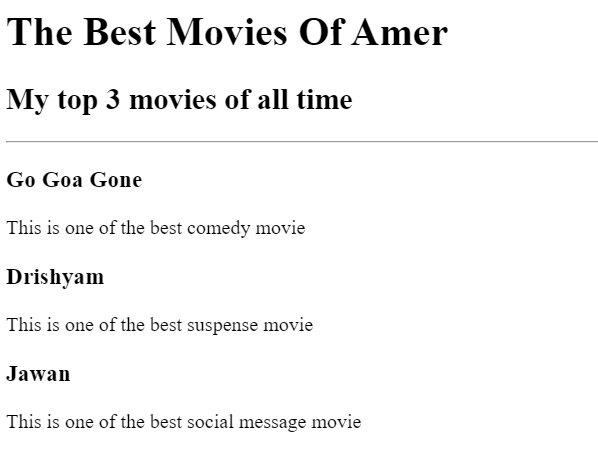 The Best Movies Of Amer
My top 3 movies of all time
Go Goa Gone
This is one of the best comedy movie
Drishyam
This is one of the best suspense movie
Jawan
This is one of the best social message movie